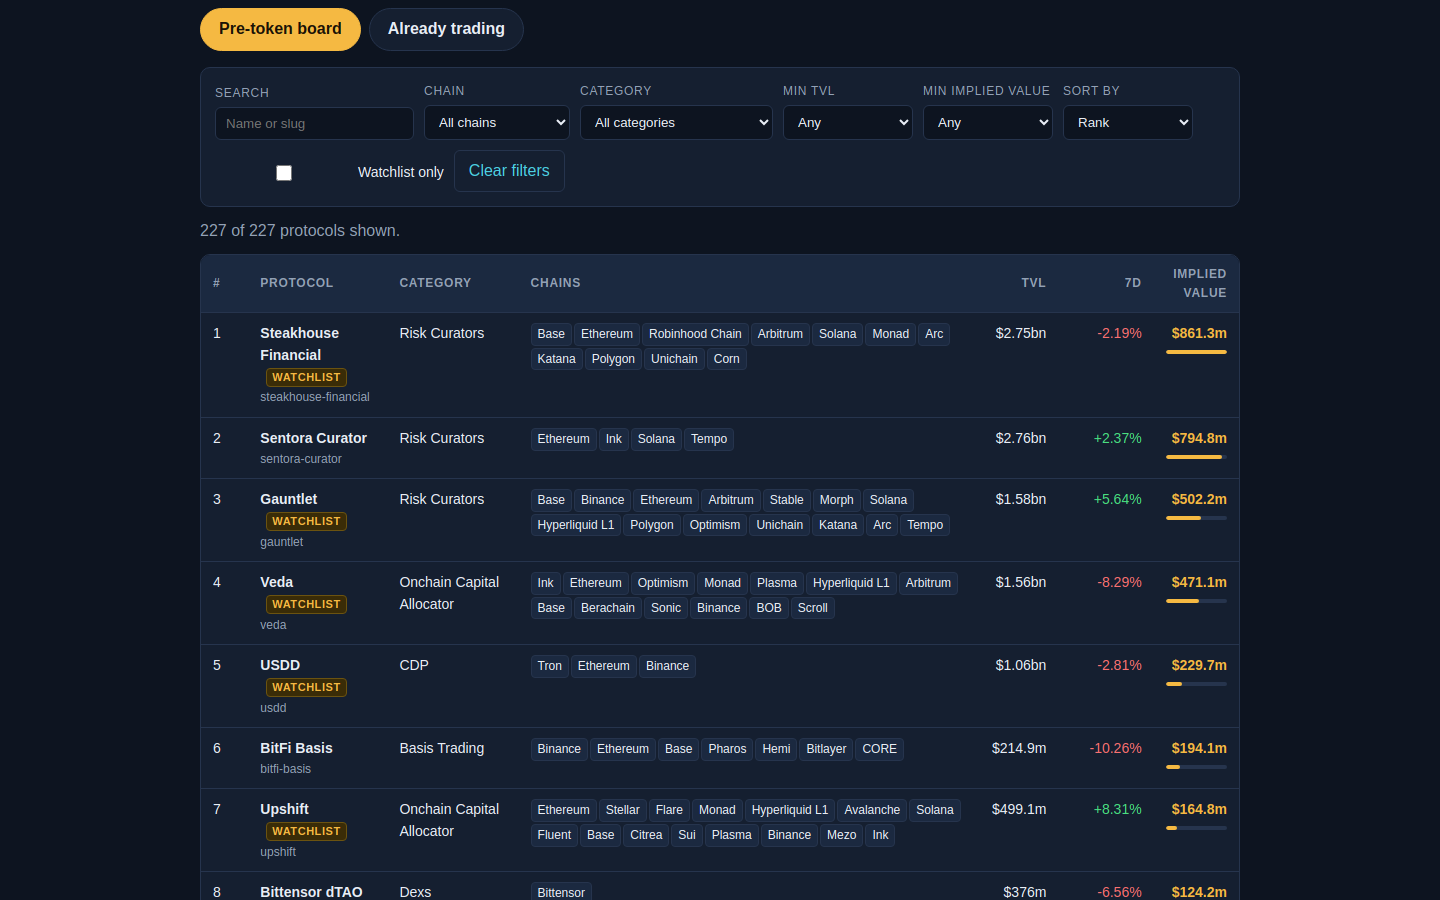 Pre-token board Already trading
SEARCH CHAIN CATEGORY MIN TVL MIN IMPLIED VALUE SORT BY
Name or slug All chains All categories Any Any Rank
Watchlist only Clear filters
227 of 227 protocols shown.
# PROTOCOL CATEGORY CHAINS TVL 7D IMPLIED VALUE
1 Steakhouse Financial Risk Curators Base Ethereum Robinhood Chain Arbitrum Solana Monad Arc $2.75bn -2.19% $861.3m
WATCHLIST Katana Polygon Unichain Corn
steakhouse-financial
2 Sentora Curator Risk Curators Ethereum Ink Solana Tempo $2.76bn +2.37% $794.8m
sentora-curator
3 Gauntlet Risk Curators Base Binance Ethereum Arbitrum Stable Morph Solana $1.58bn +5.64% $502.2m
WATCHLIST Hyperliquid L1 Polygon Optimism Unichain Katana Arc Tempo
gauntlet
4 Veda Onchain Capital Allocator Ink Ethereum Optimism Monad Plasma Hyperliquid L1 Arbitrum $1.56bn -8.29% $471.1m
WATCHLIST Base Berachain Sonic Binance BOB Scroll
veda
5 USDD CDP Tron Ethereum Binance $1.06bn -2.81% $229.7m
WATCHLIST
usdd
6 BitFi Basis Basis Trading Binance Ethereum Base Pharos Hemi Bitlayer CORE $214.9m -10.26% $194.1m
bitfi-basis
7 Upshift Onchain Capital Allocator Ethereum Stellar Flare Monad Hyperliquid L1 Avalanche Solana $499.1m +8.31% $164.8m
WATCHLIST Fluent Base Citrea Sui Plasma Binance Mezo Ink
upshift
8 Bittensor dTAO Dexs Bittensor $376m -6.56% $124.2m